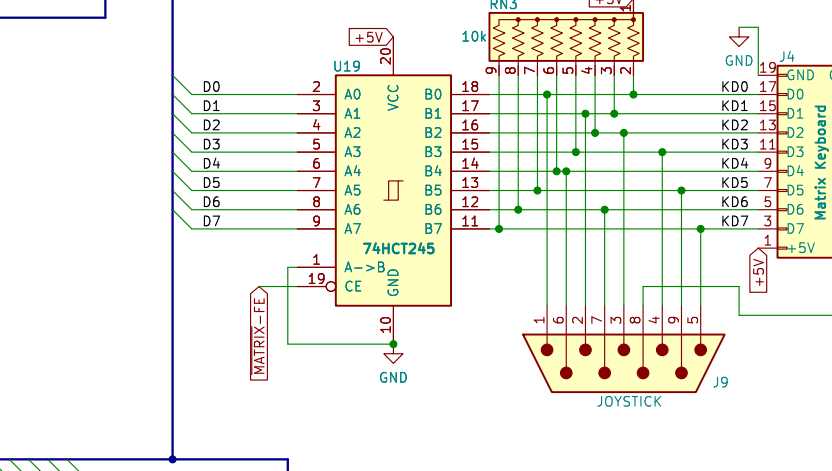 RN3
+5V
1
10k
9 8 7 6 5 4 3 2
+5V
20
U19
VCC
D0 2 A0 B0 18 KD0 17 D0
D1 3 A1 B1 17 KD1 15 D1
D2 4 A2 B2 16 KD2 13 D2
D3 5 A3 B3 15 KD3 11 D3
D4 6 A4 B4 14 KD4 9 D4
D5 7 A5 B5 13 KD5 7 D5
D6 8 A6 B6 12 KD6 5 D6
D7 9 A7 B7 11 KD7 3 D7
1 +5V
+5V
74HCT245
1 A->B
19 CE
GND
10
GND
MATRIX-FE
GND
J4
19 GND
Matrix Keyboard
1 6 2 7 3 8 4 9 5
J9
JOYSTICK